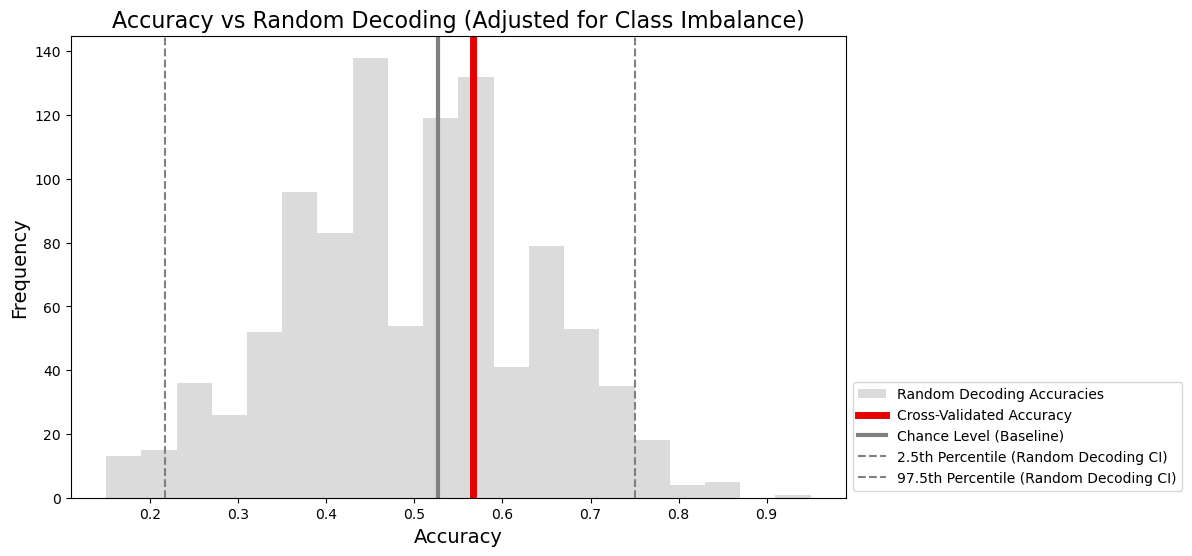 Accuracy vs Random Decoding (Adjusted for Class Imbalance)
Frequency
140
120
100
80
60
40
20
0
0.2 0.3 0.4 0.5 0.6 0.7 0.8 0.9
Accuracy
Random Decoding Accuracies
Cross-Validated Accuracy
Chance Level (Baseline)
2.5th Percentile (Random Decoding CI)
97.5th Percentile (Random Decoding CI)